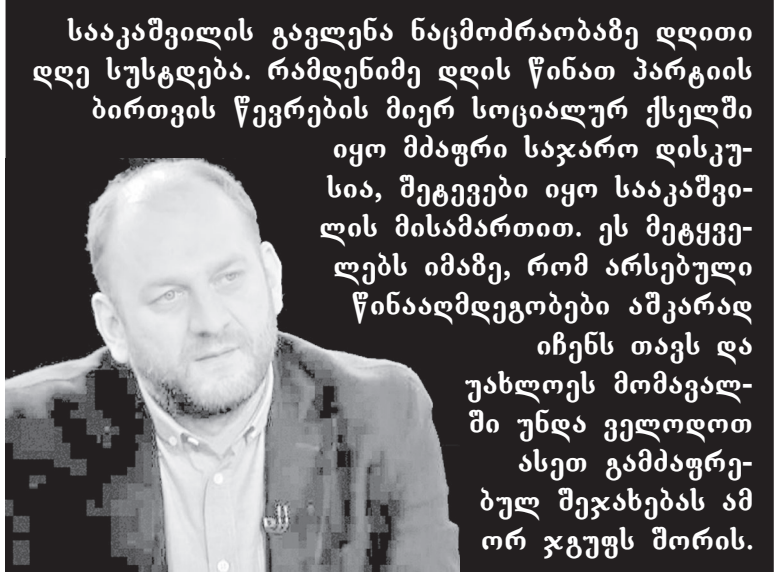 სააკაშვილის გავლენა ნაცმოძრაობაზე დღითი
დღე სუსტდება. რამდენიმე დღის წინათ პარტიის
ბირთვის წევრების მიერ სოციალურ ქსელში
იყო მძაფრი საჯარო დისკუ-
სია, შეტევები იყო სააკაშვი-
ლის მისამართით. ეს მეტყვე-
ლებს იმაზე, რომ არსებული
წინააღმდეგობები აშკარად
იჩენს თავს და
უახლოეს მომავალ-
ში უნდა ველოდოთ
ასეთ გამძაფრე-
ბულ შეჯახებას ამ
ორ ჯგუფს შორის.